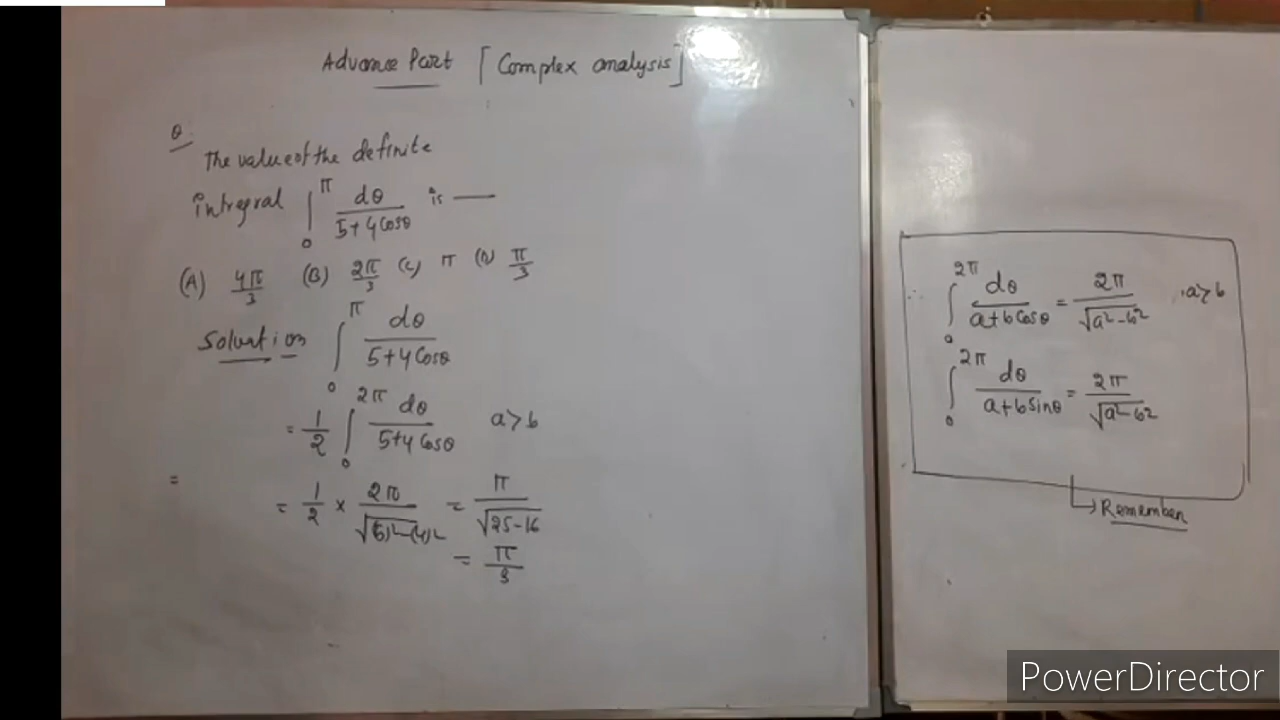 Advance Part [Complex analysis]
Q.
The value of the definite
integral ∫₀^π dθ/(5+4Cosθ) is —
(A) 4π/3 (B) 2π/3 (C) π (D) π/3
Solution ∫₀^π dθ/(5+4Cosθ)
= 1/2 ∫₀^2π dθ/(5+4Cosθ) a>b
=
= 1/2 × 2π/√(5)²-(4)² = π/√25-16
= π/3
∫₀^2π dθ/(a+bCosθ) = 2π/√a²-b² a>b
∫₀^2π dθ/(a+bSinθ) = 2π/√a²-b²
Remember
PowerDirector